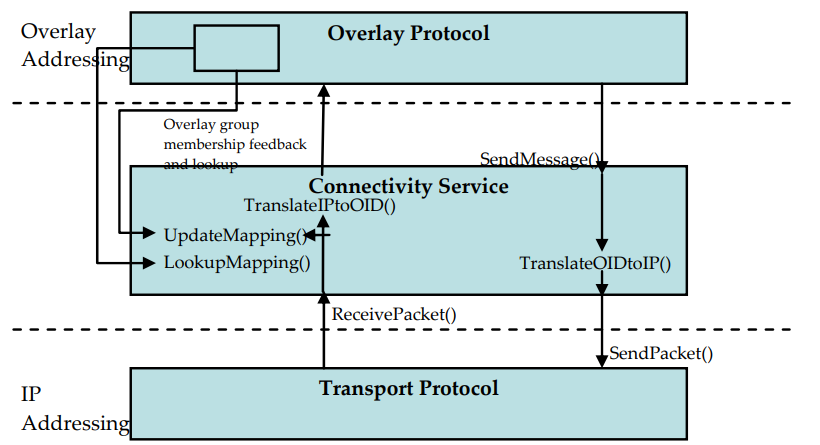 Overlay
Addressing
Overlay Protocol
Overlay group
membership feedback
and lookup
SendMessage()
Connectivity Service
TranslateIPtoOID()
UpdateMapping()
LookupMapping()
TranslateOIDtoIP()
ReceivePacket()
SendPacket()
IP
Addressing
Transport Protocol